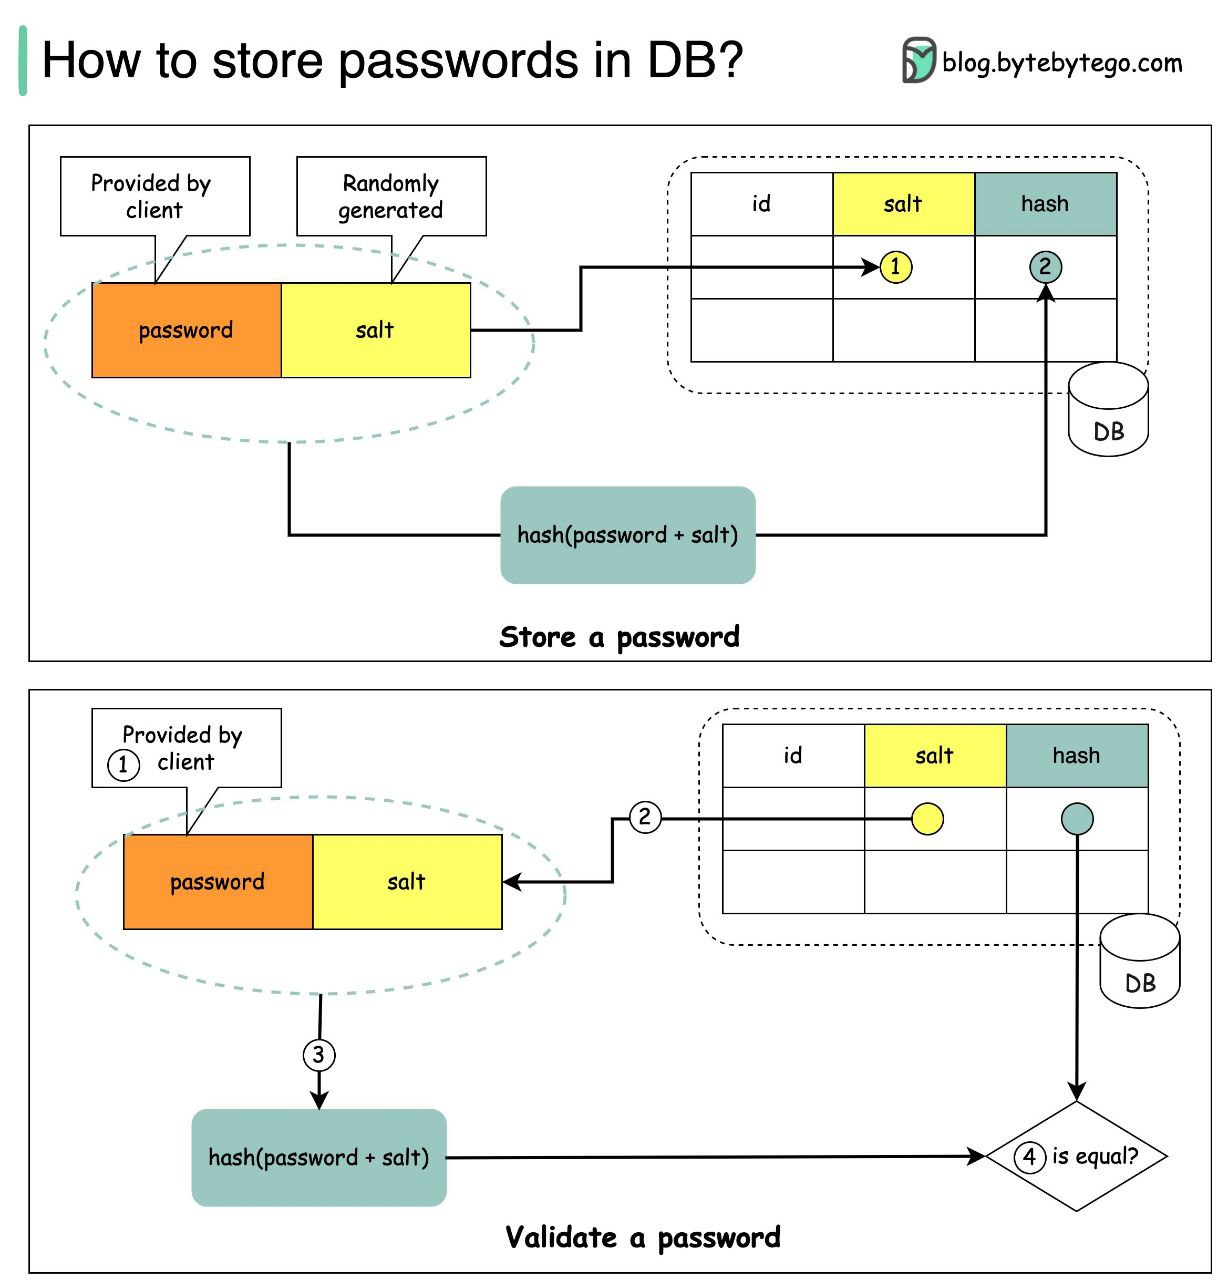 How to store passwords in DB?
blog.bytebytego.com
Provided by
client
Randomly
generated
password
salt
id
salt
hash
1
2
DB
hash(password + salt)
Store a password
Provided by
1 client
password
salt
id
salt
hash
2
DB
3
hash(password + salt)
4 is equal?
Validate a password